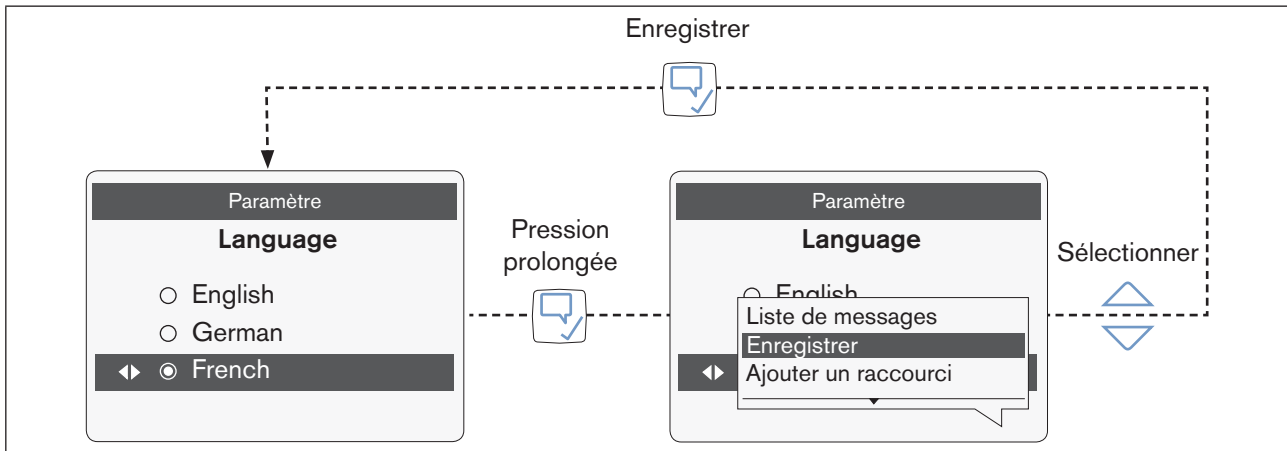 Enregistrer
Paramètre
Language
English
German
French
Pression
prolongée
Paramètre
Language
English
Liste de messages
Enregistrer
Ajouter un raccourci
Sélectionner